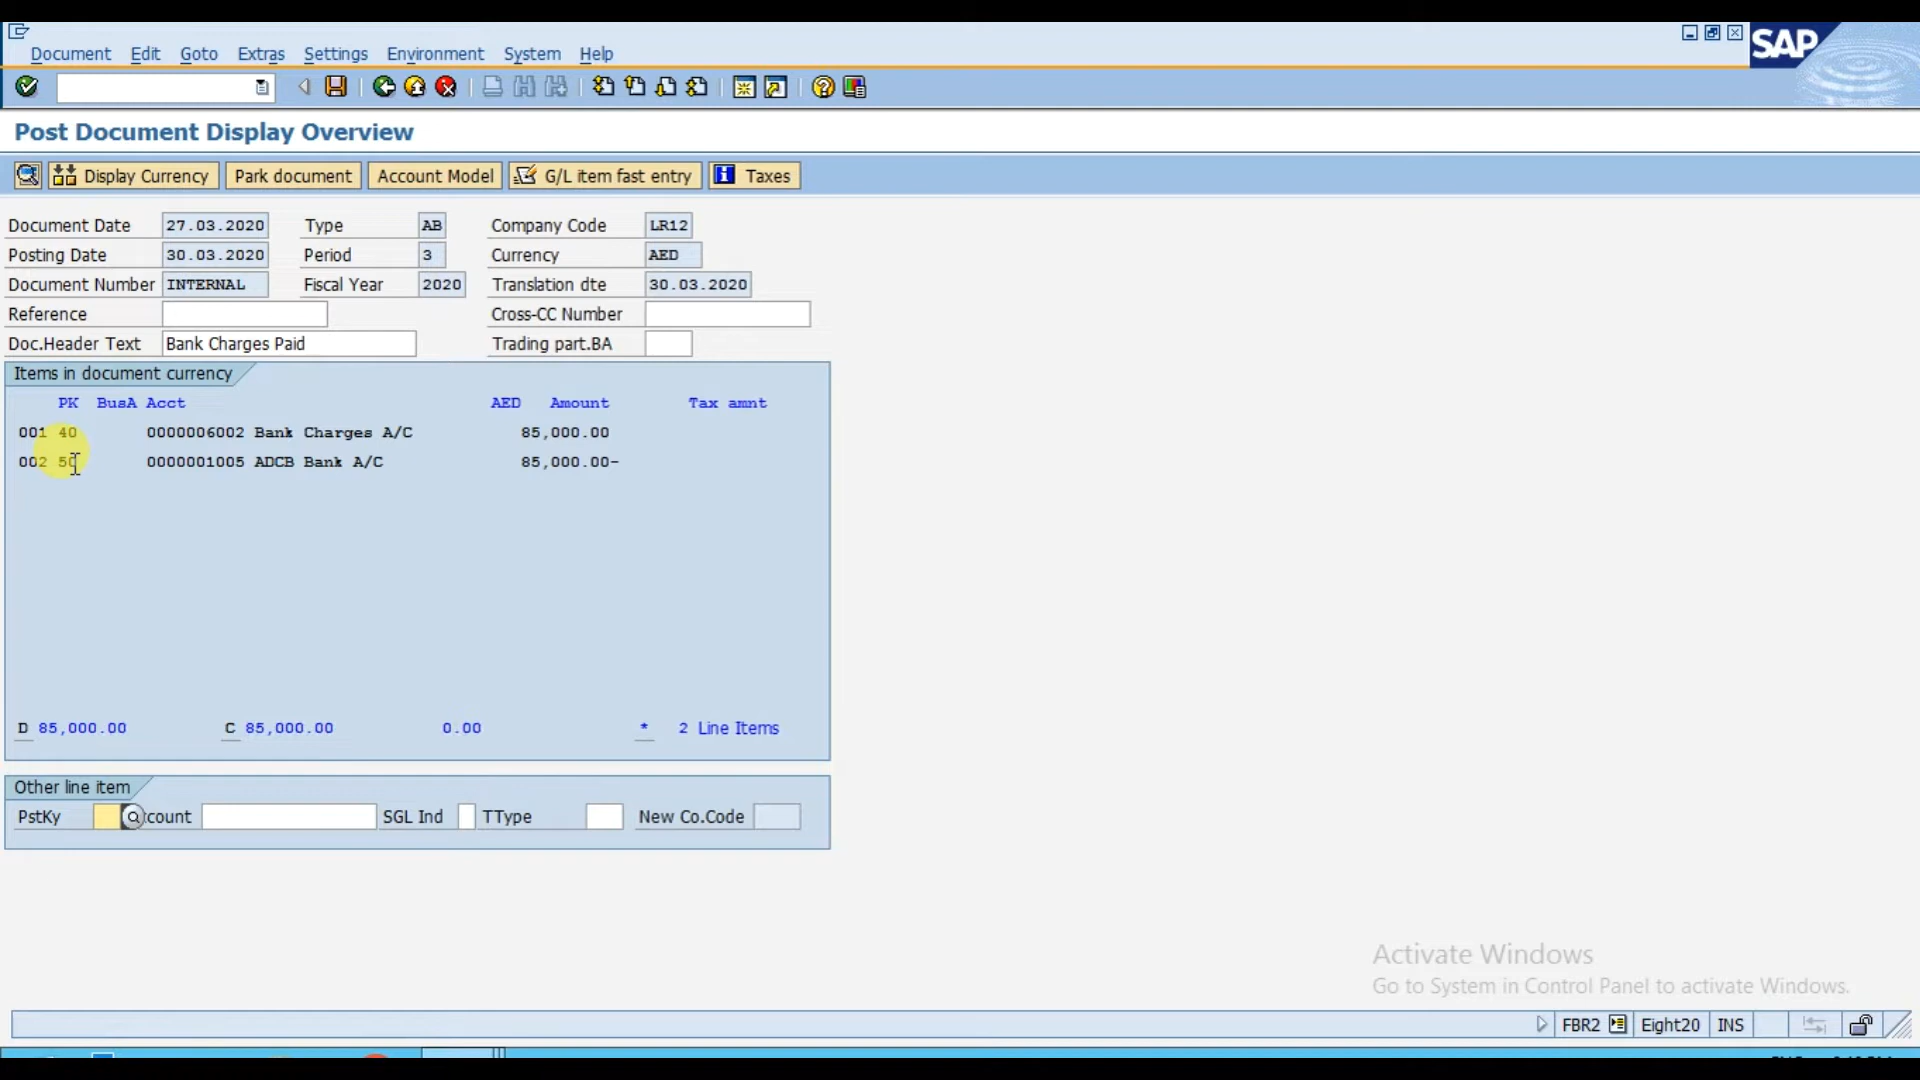 SAP
Document Edit Goto Extras Settings Environment System Help
Post Document Display Overview
Display Currency Park document Account Model G/L item fast entry Taxes
Document Date 27.03.2020 Type AB Company Code LR12
Posting Date 30.03.2020 Period 3 Currency AED
Document Number INTERNAL Fiscal Year 2020 Translation dte 30.03.2020
Reference Cross-CC Number
Doc.Header Text Bank Charges Paid Trading part.BA
Items in document currency
PK BusA Acct AED Amount Tax amnt
001 40 0000006002 Bank Charges A/C 85,000.00
002 50 0000001005 ADCB Bank A/C 85,000.00-
D 85,000.00 C 85,000.00 0.00 * 2 Line Items
Other line item
PstKy count SGL Ind TType New Co.Code
Activate Windows
Go to System in Control Panel to activate Windows.
FBR2 Eight20 INS